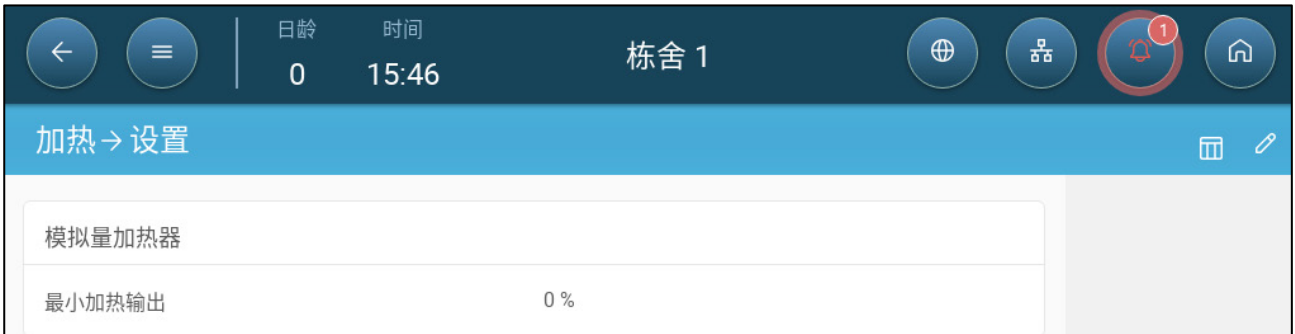 日龄 时间
0 15:46
栋舍 1
1
加热→设置
模拟量加热器
最小加热输出 0 %